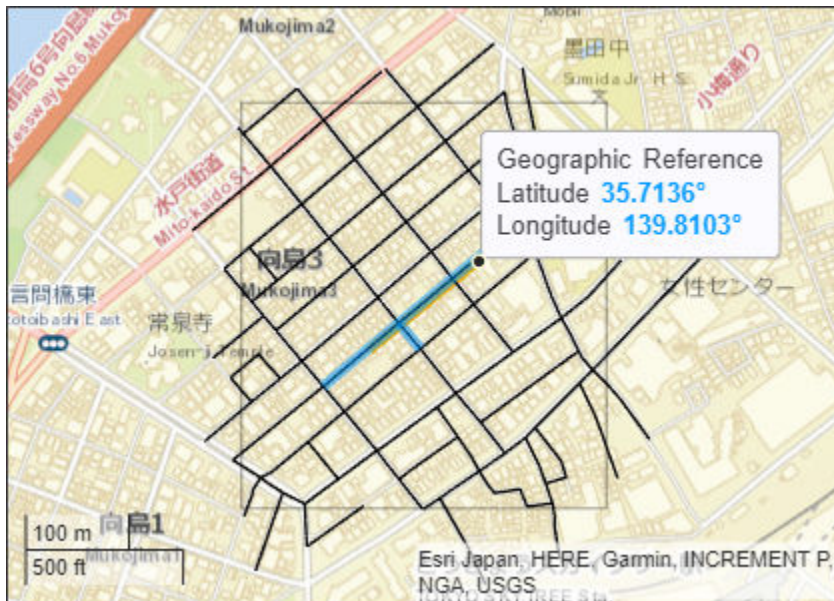 Mukojima2
墨田中
Sumida Jr. H. S.
小梅通り
水戸街道
Mito-kaido St.
Geographic Reference
Latitude 35.7136°
Longitude 139.8103°
向島3
Mukojima3
言問橋東
女性センター
常泉寺
Josen-ji Temple
向島1
Mukojima1
100 m
500 ft
Esri Japan, HERE, Garmin, INCREMENT P,
NGA, USGS